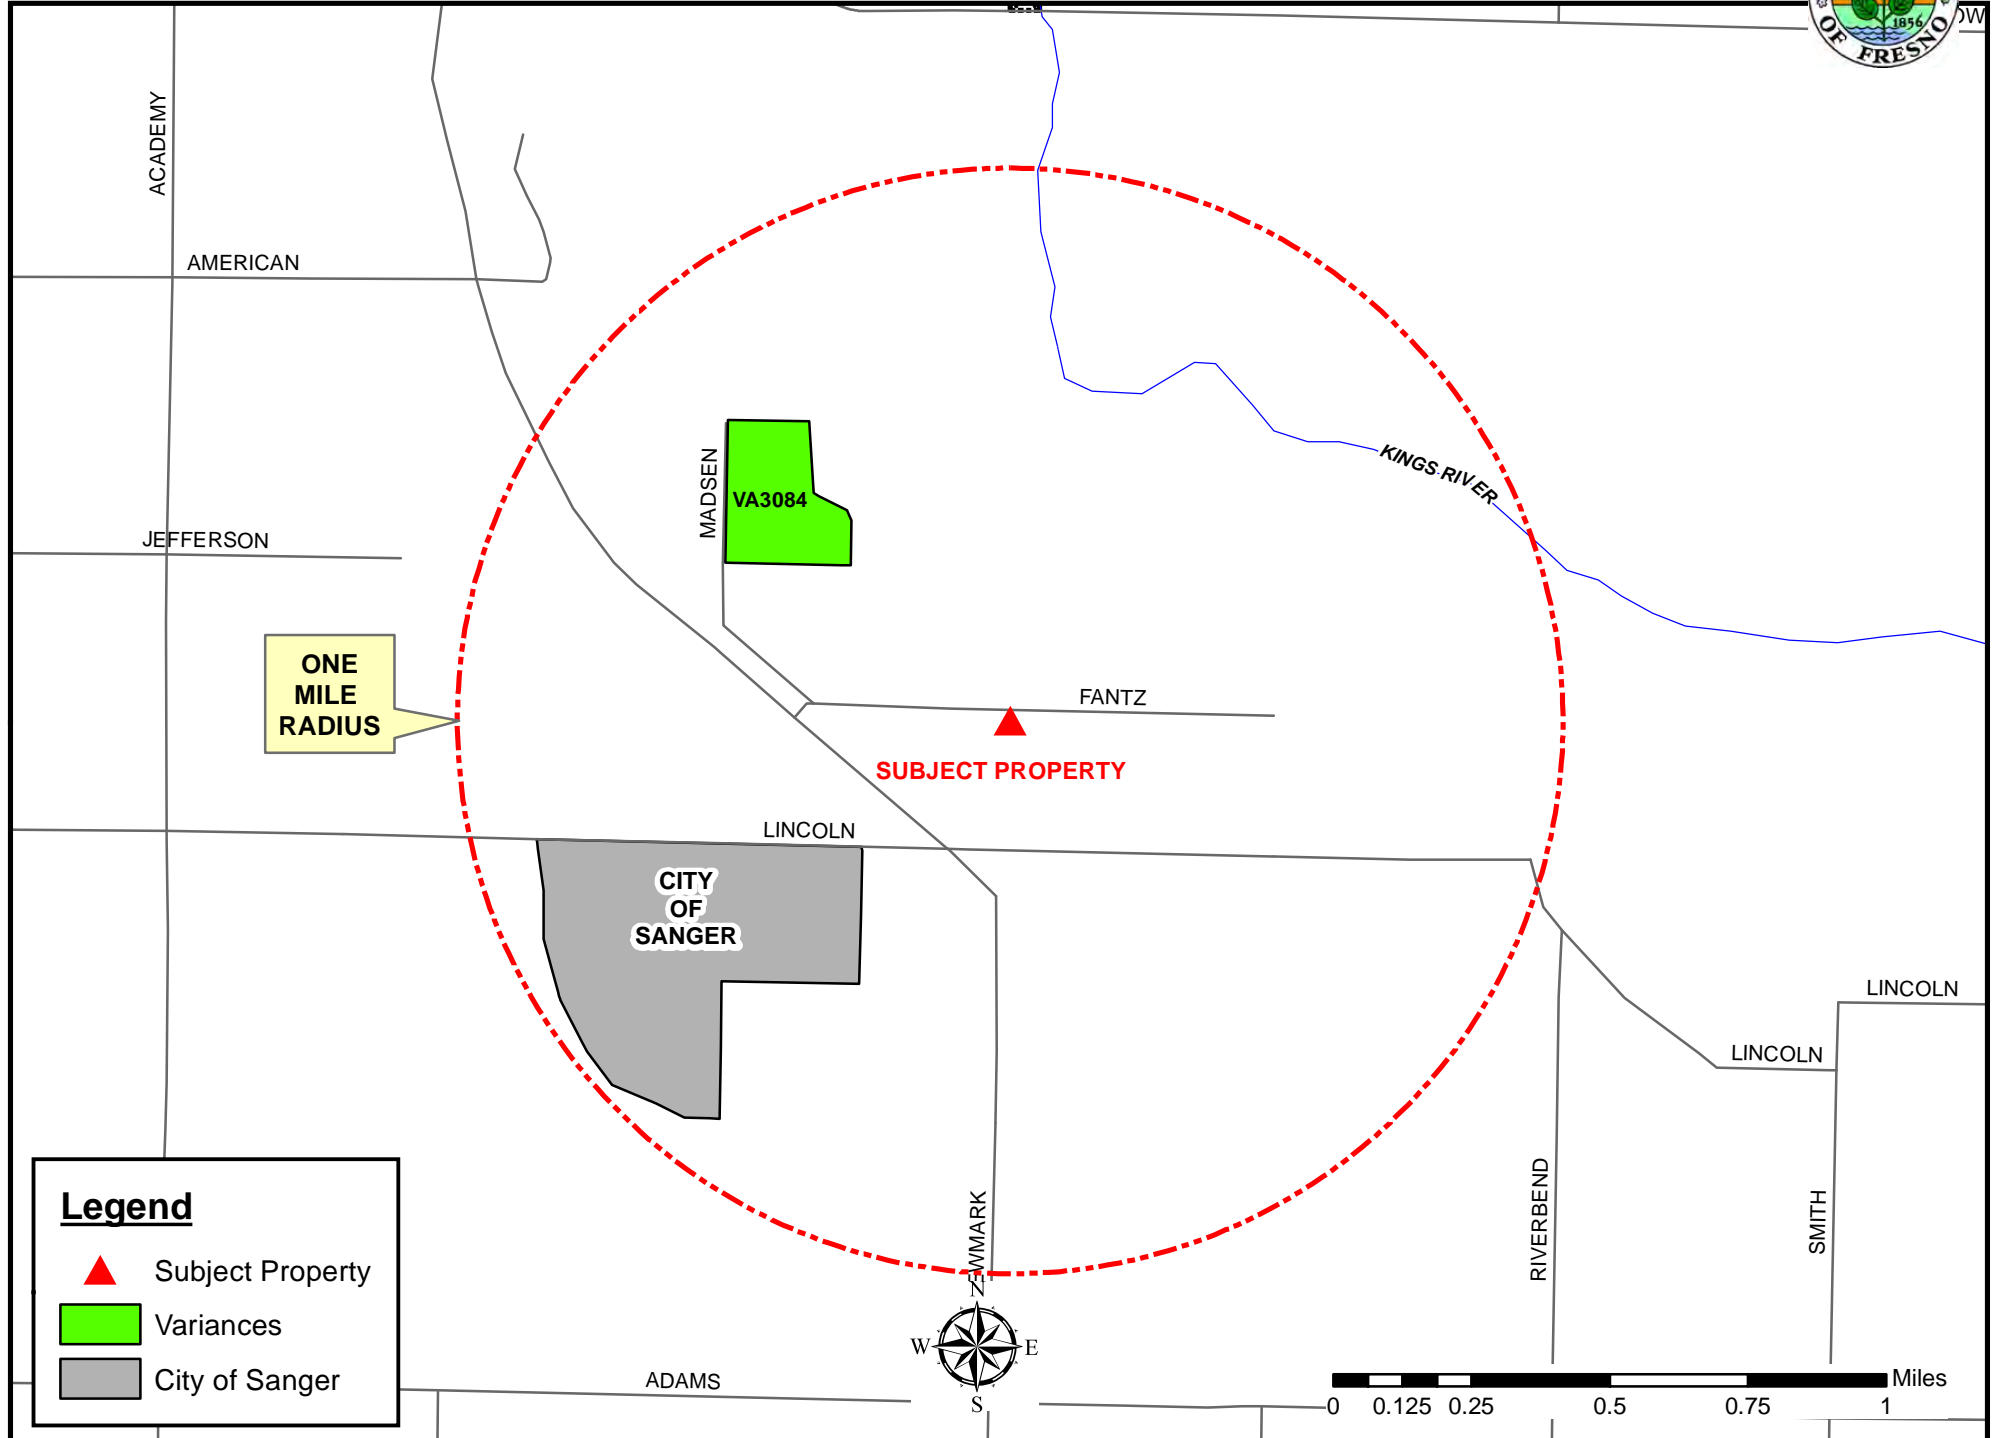 1856
OF FRESNO
ACADEMY
AMERICAN
KINGS RIVER
MADSEN
VA3084
JEFFERSON
ONE
MILE
RADIUS
FANTZ
SUBJECT PROPERTY
LINCOLN
CITY
OF
SANGER
LINCOLN
LINCOLN
RIVERBEND
SMITH
EWMARK
Legend
Subject Property
Variances
City of Sanger
N
W
E
S
ADAMS
Miles
0 0.125 0.25 0.5 0.75 1